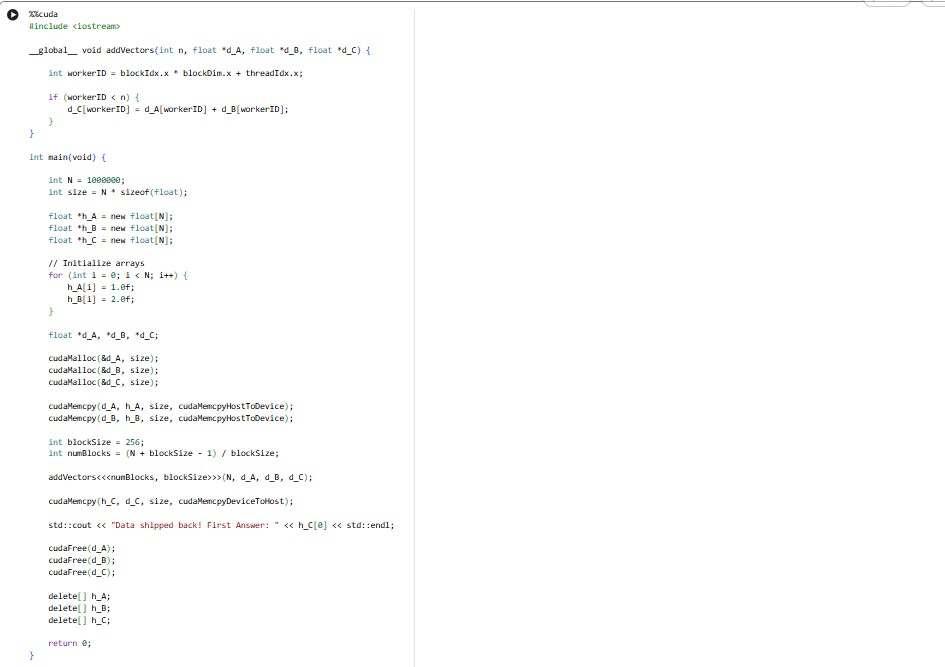 %%cuda
#include <iostream>
__global__ void addVectors(int n, float *d_A, float *d_B, float *d_C) {
int workerID = blockIdx.x * blockDim.x + threadIdx.x;
if (workerID < n) {
d_C[workerID] = d_A[workerID] + d_B[workerID];
}
}
int main(void) {
int N = 1000000;
int size = N * sizeof(float);
float *h_A = new float[N];
float *h_B = new float[N];
float *h_C = new float[N];
// Initialize arrays
for (int i = 0; i < N; i++) {
h_A[i] = 1.0f;
h_B[i] = 2.0f;
}
float *d_A, *d_B, *d_C;
cudaMalloc(&d_A, size);
cudaMalloc(&d_B, size);
cudaMalloc(&d_C, size);
cudaMemcpy(d_A, h_A, size, cudaMemcpyHostToDevice);
cudaMemcpy(d_B, h_B, size, cudaMemcpyHostToDevice);
int blockSize = 256;
int numBlocks = (N + blockSize - 1) / blockSize;
addVectors<<<numBlocks, blockSize>>>(N, d_A, d_B, d_C);
cudaMemcpy(h_C, d_C, size, cudaMemcpyDeviceToHost);
std::cout << "Data shipped back! First Answer: " << h_C[0] << std::endl;
cudaFree(d_A);
cudaFree(d_B);
cudaFree(d_C);
delete[] h_A;
delete[] h_B;
delete[] h_C;
return 0;
}